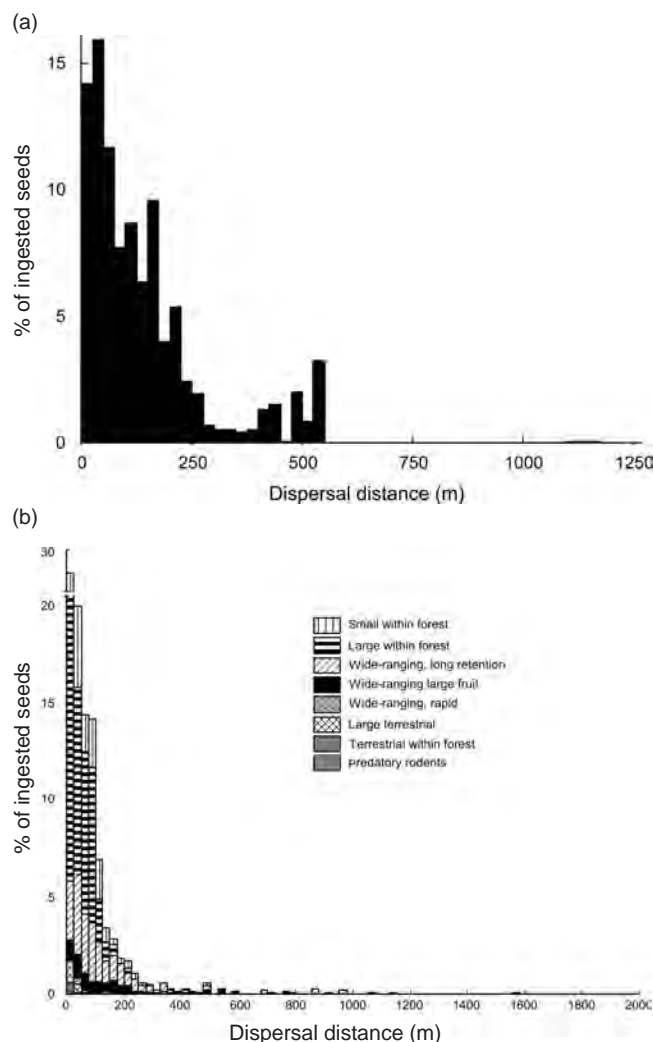 (a)
15
10
5
0
% of ingested seeds
0 250 500 750 1000 1250
Dispersal distance (m)
(b)
30
20
15
10
5
0
% of ingested seeds
Small within forest
Large within forest
Wide-ranging, long retention
Wide-ranging large fruit
Wide-ranging, rapid
Large terrestrial
Terrestrial within forest
predatory rodents
0 200 400 600 800 1000 1200 1400 1600 1800 2000
Dispersal distance (m)